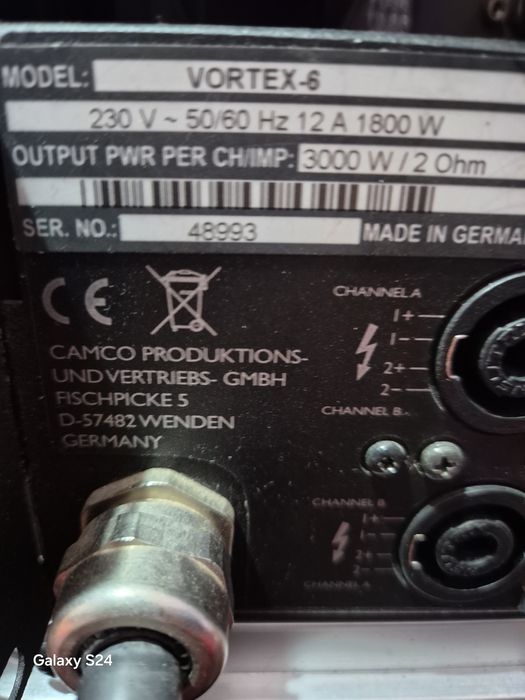 MODEL: VORTEX-6
230 V ~ 50/60 Hz 12 A 1800 W
OUTPUT PWR PER CH/IMP: 3000 W / 2 Ohm
SER. NO.: 48993 MADE IN GERMA
CE
CAMCO PRODUKTIONS-
UND VERTRIEBS- GMBH
FISCHPICKE 5
D-57482 WENDEN
GERMANY
CHANNEL A
1+
1-
2+
2-
CHANNEL B
CHANNEL B
1+
1-
2+
2-
CHANNEL A
Galaxy S24